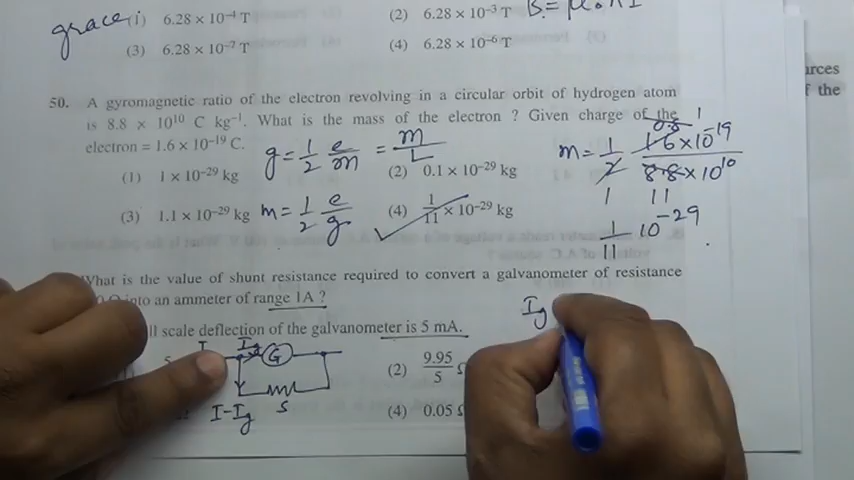 grace
(1) 6.28 × 10⁻⁴ T (2) 6.28 × 10⁻³ T B = μ₀ n I
(3) 6.28 × 10⁻⁷ T (4) 6.28 × 10⁻⁶ T
urces
f the
50. A gyromagnetic ratio of the electron revolving in a circular orbit of hydrogen atom
is 8.8 × 10¹⁰ C kg⁻¹. What is the mass of the electron ? Given charge of the
electron = 1.6 × 10⁻¹⁹ C.
g = 1/2 e/m = m/L
(1) 1 × 10⁻²⁹ kg (2) 0.1 × 10⁻²⁹ kg
m = 1/2 e/g
(3) 1.1 × 10⁻²⁹ kg (4) 1/11 × 10⁻²⁹ kg
0.8 1
m = 1/2 1.6 × 10⁻¹⁹ / 8.8 × 10¹⁰
1 11
1/11 10⁻²⁹
What is the value of shunt resistance required to convert a galvanometer of resistance
Ω into an ammeter of range 1A ?
ll scale deflection of the galvanometer is 5 mA.
Ig
I Ig G
(2) 9.95/5 Ω
I-Ig S
(4) 0.05 Ω